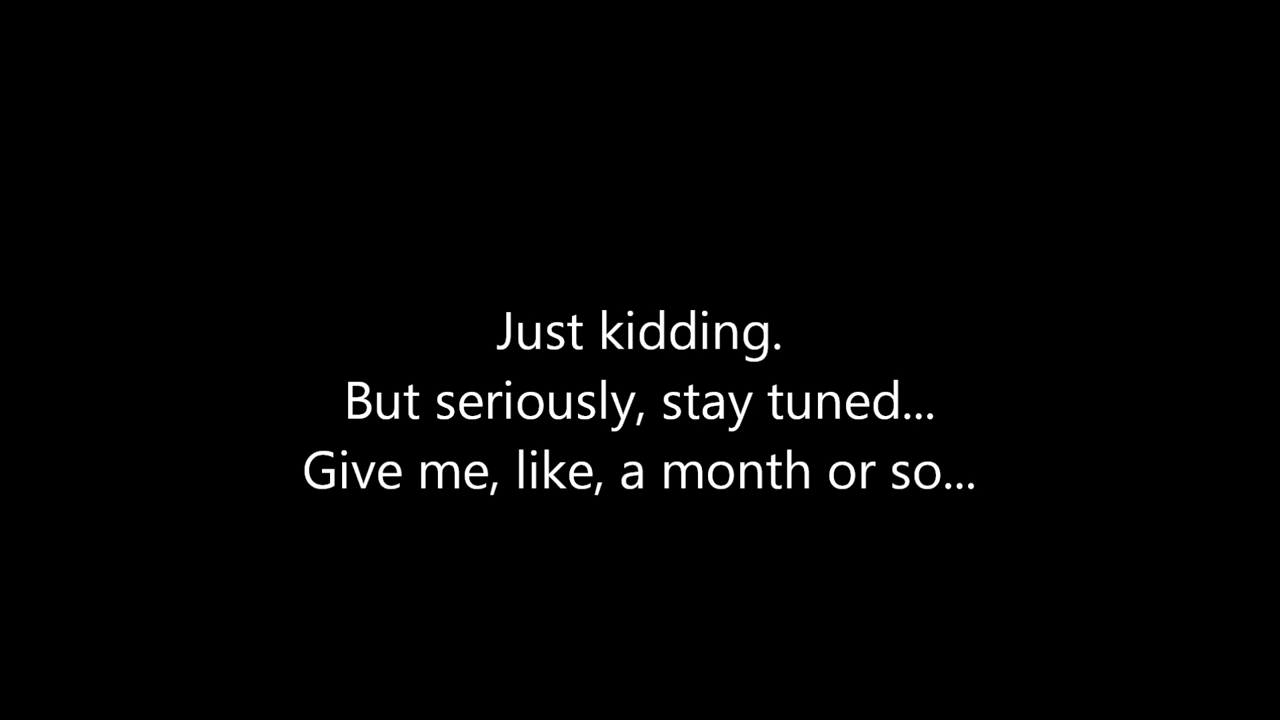 Just kidding.
But seriously, stay tuned...
Give me, like, a month or so...